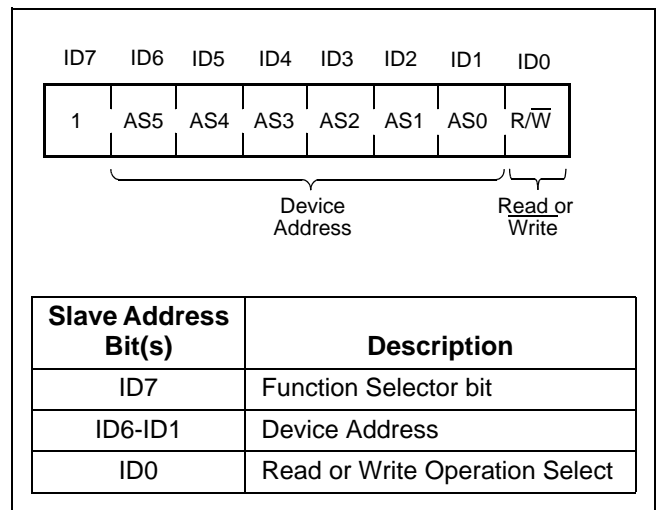 ID7 ID6 ID5 ID4 ID3 ID2 ID1 ID0
1 AS5 AS4 AS3 AS2 AS1 AS0 R/W̅
Device Read or
Address Write
Slave Address
Bit(s) Description
ID7 Function Selector bit
ID6-ID1 Device Address
ID0 Read or Write Operation Select